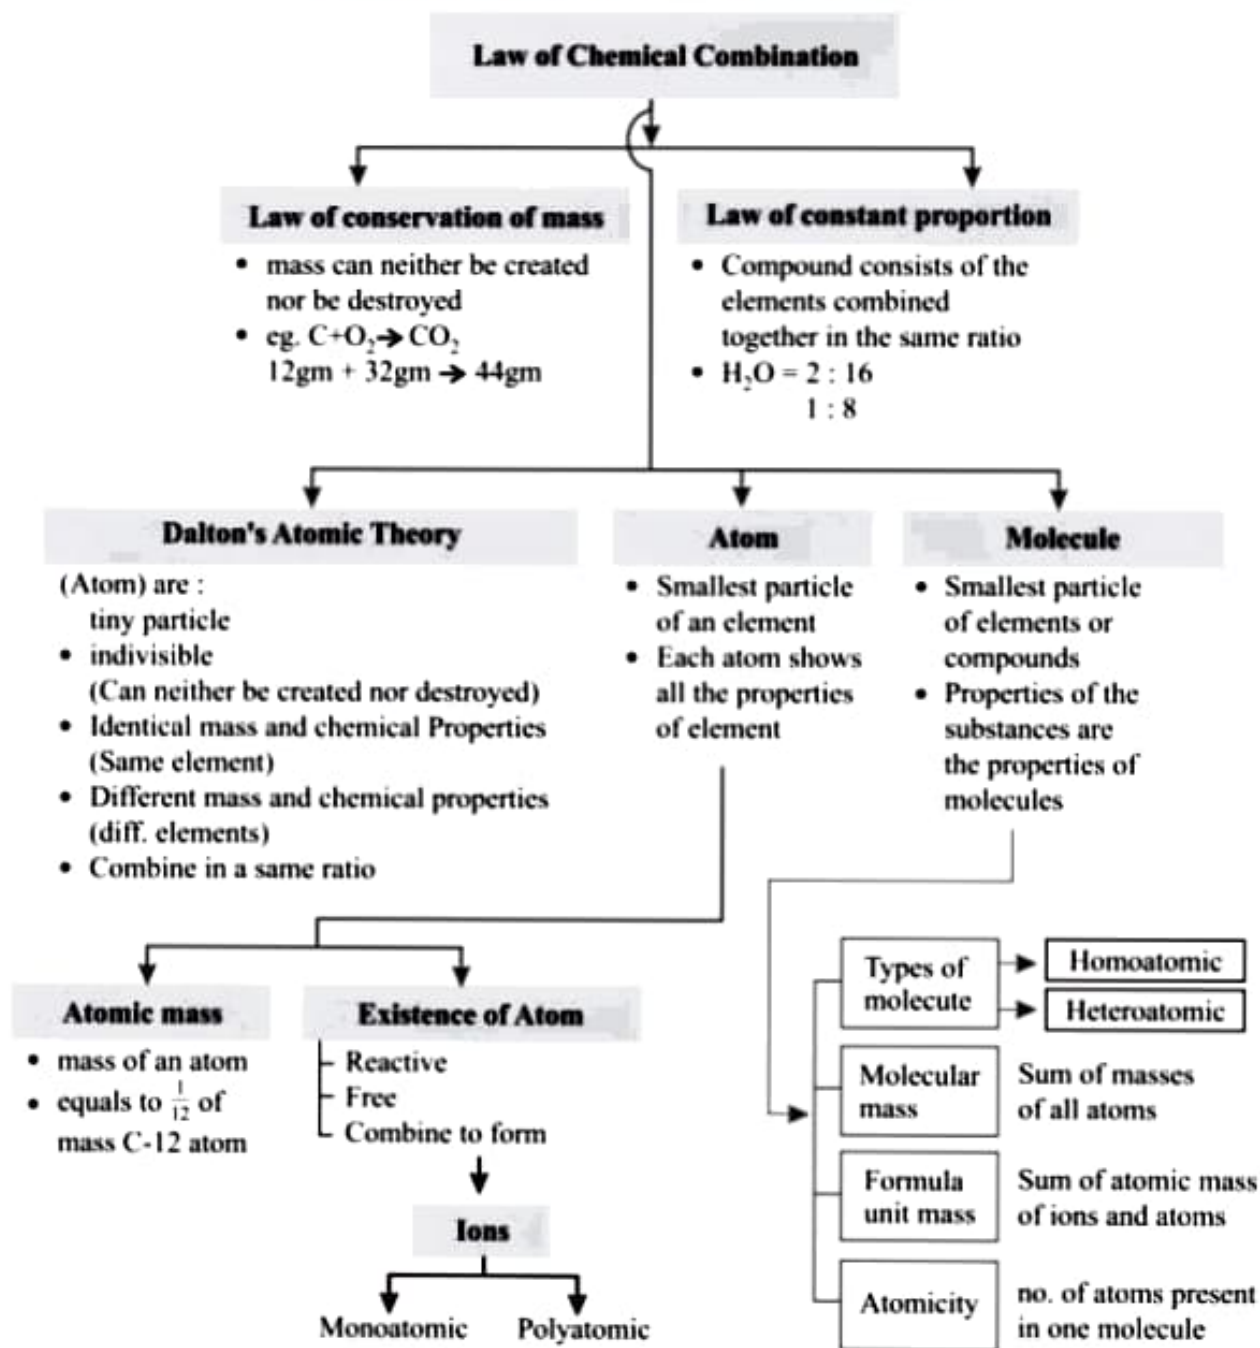 Law of Chemical Combination
Law of conservation of mass
• mass can neither be created
nor be destroyed
• eg. C+O₂→CO₂
12gm + 32gm → 44gm
Law of constant proportion
• Compound consists of the
elements combined
together in the same ratio
• H₂O = 2 : 16
1 : 8
Dalton's Atomic Theory
(Atom) are :
tiny particle
• indivisible
(Can neither be created nor destroyed)
• Identical mass and chemical Properties
(Same element)
• Different mass and chemical properties
(diff. elements)
• Combine in a same ratio
Atom
• Smallest particle
of an element
• Each atom shows
all the properties
of element
Molecule
• Smallest particle
of elements or
compounds
• Properties of the
substances are
the properties of
molecules
Atomic mass
• mass of an atom
• equals to 1/12 of
mass C-12 atom
Existence of Atom
Reactive
Free
Combine to form
Ions
Monoatomic
Polyatomic
Types of
molecute
Homoatomic
Heteroatomic
Molecular
mass
Sum of masses
of all atoms
Formula
unit mass
Sum of atomic mass
of ions and atoms
Atomicity
no. of atoms present
in one molecule